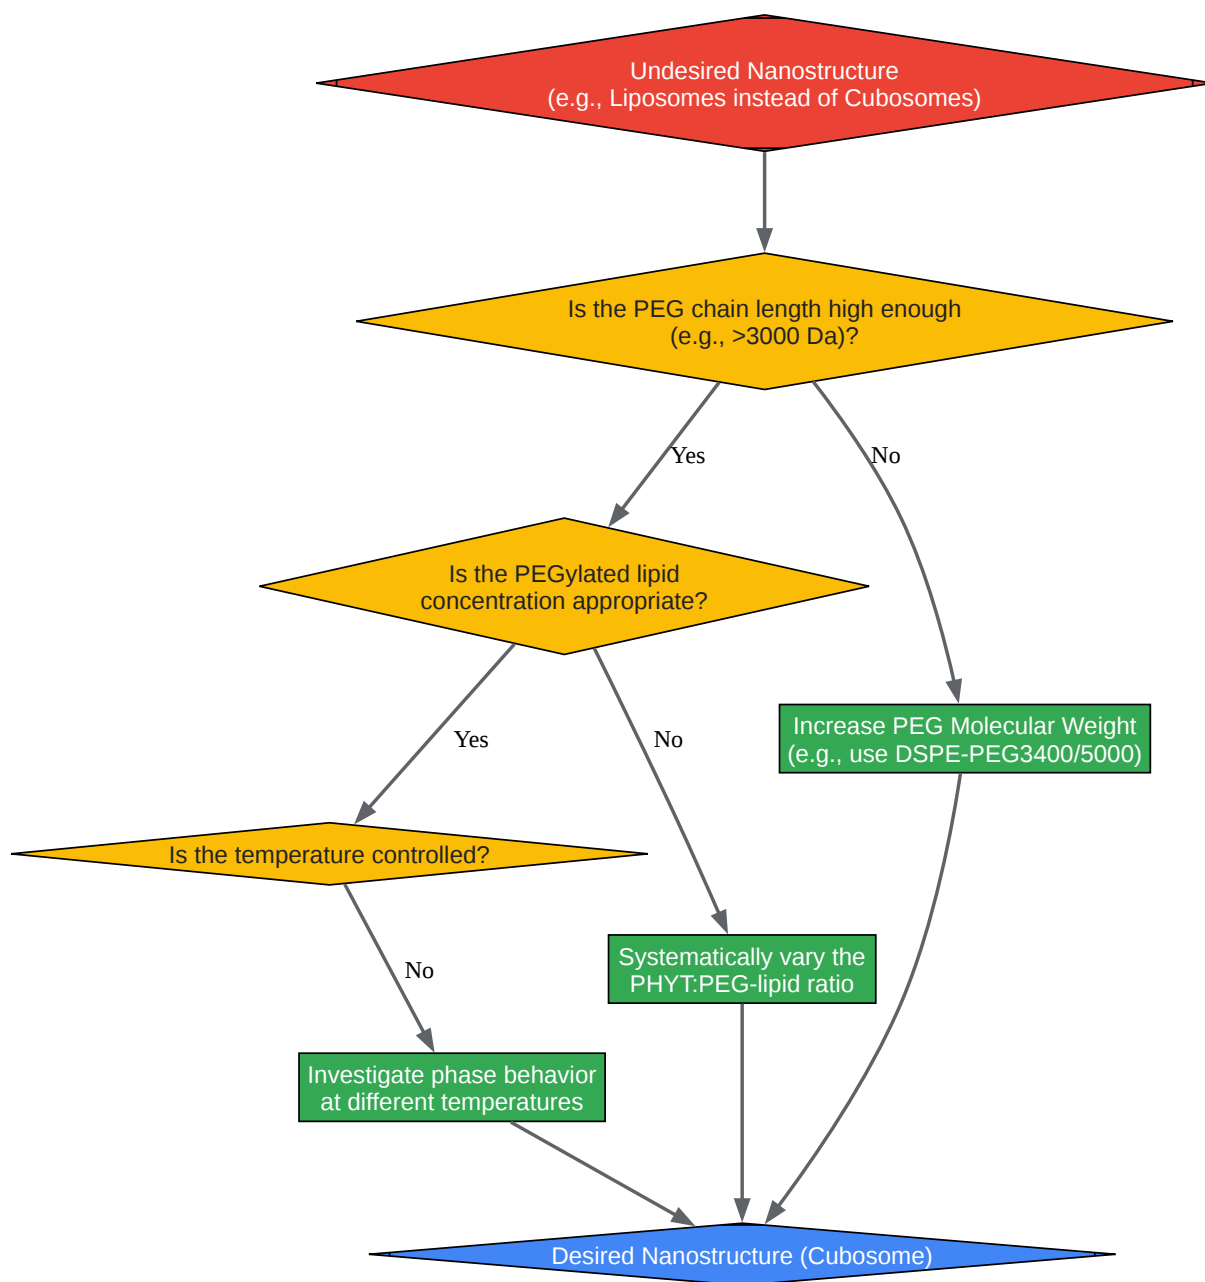 Undesired Nanostructure
(e.g., Liposomes instead of Cubosomes)
Is the PEG chain length high enough
(e.g., >3000 Da)?
Yes
No
Is the PEGylated lipid
concentration appropriate?
Yes
No
Increase PEG Molecular Weight
(e.g., use DSPE-PEG3400/5000)
Is the temperature controlled?
No
Systematically vary the
PHYT:PEG-lipid ratio
Investigate phase behavior
at different temperatures
Desired Nanostructure (Cubosome)